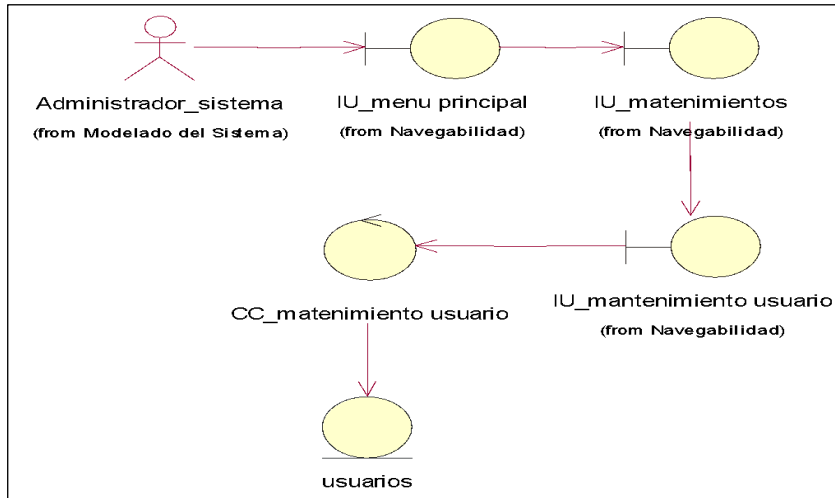 Administrador_sistema
(from Modelado del Sistema)
IU_menu principal
(from Navegabilidad)
IU_matenimientos
(from Navegabilidad)
CC_matenimiento usuario
IU_mantenimiento usuario
(from Navegabilidad)
usuarios